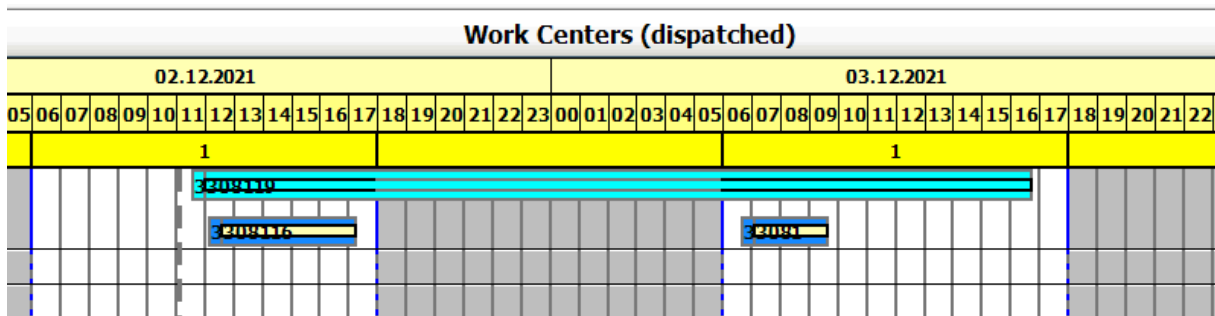 Work Centers (dispatched)
02.12.2021 03.12.2021
05 06 07 08 09 10 11 12 13 14 15 16 17 18 19 20 21 22 23 00 01 02 03 04 05 06 07 08 09 10 11 12 13 14 15 16 17 18 19 20 21 22
1 1
3308119
3308116 33081